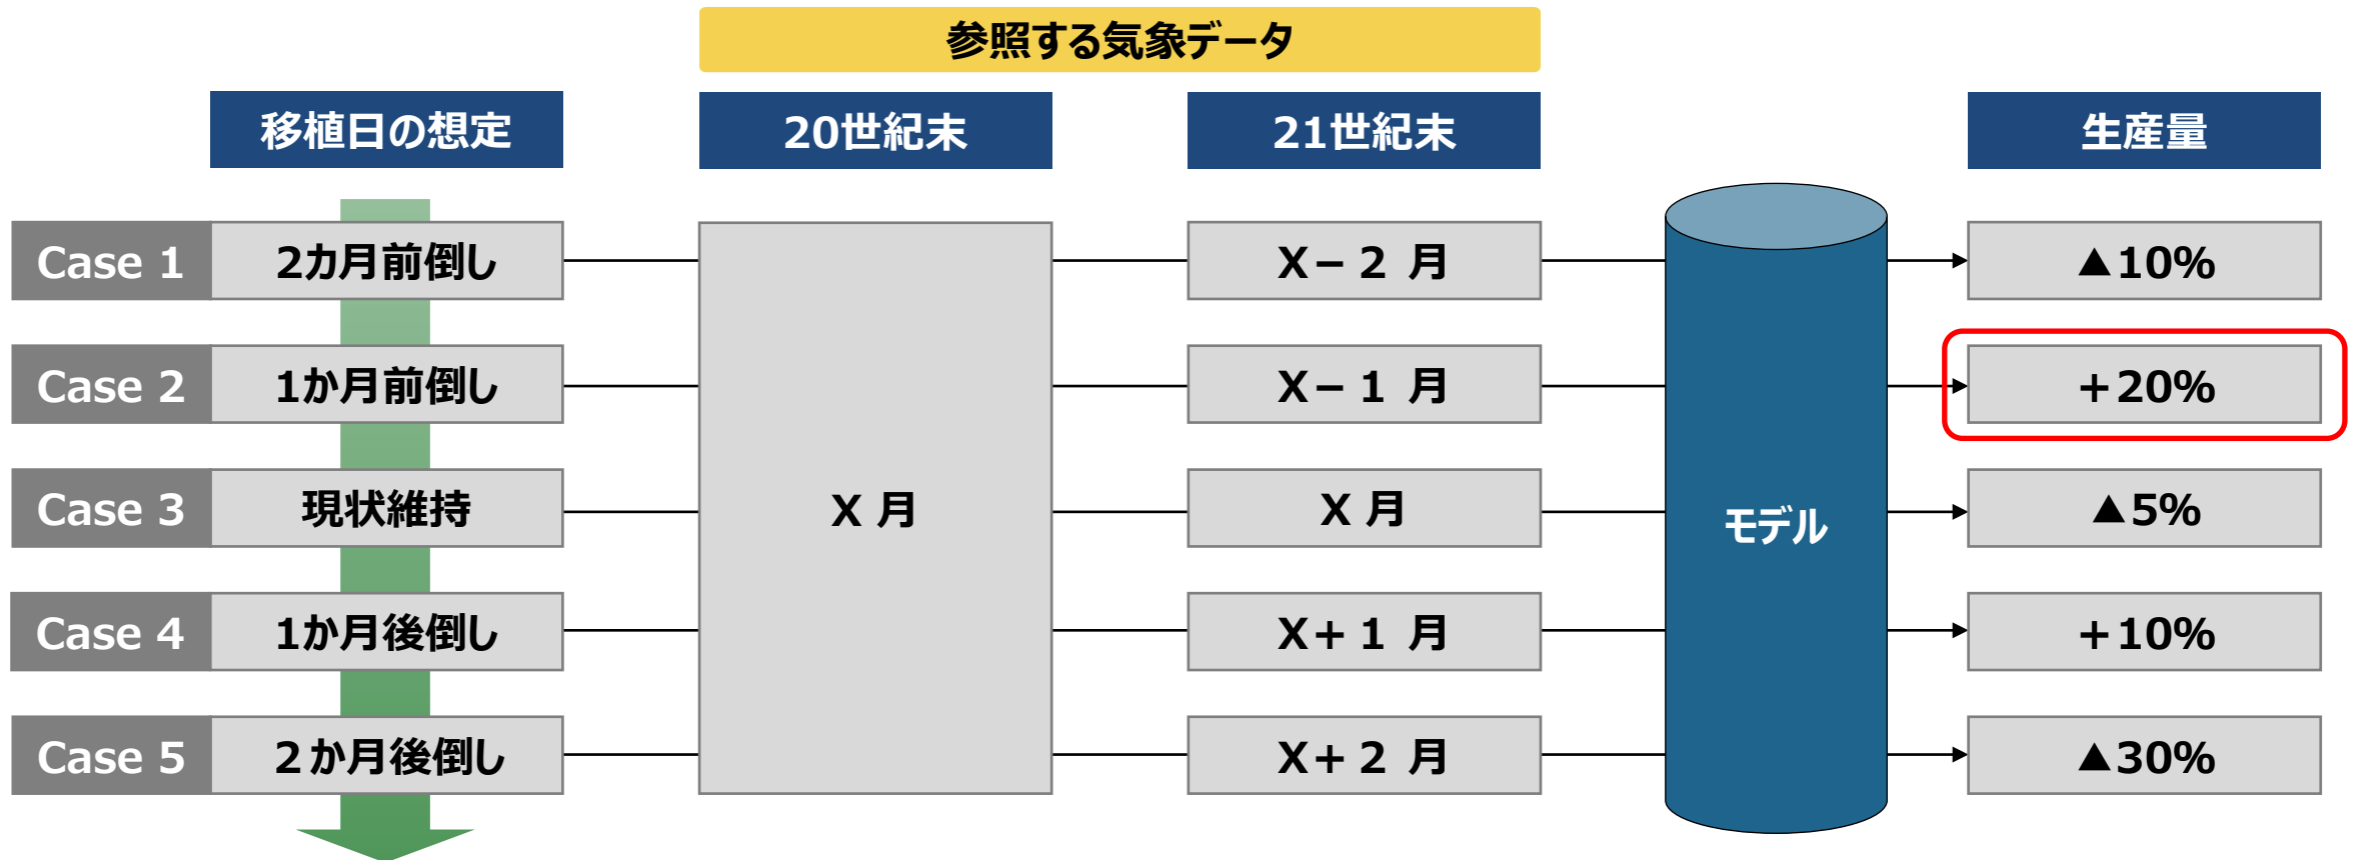 参照する気象データ
移植日の想定
20世紀末
21世紀末
生産量
Case 1
2カ月前倒し
X－２ 月
▲10%
Case 2
1か月前倒し
X－１ 月
＋20%
Case 3
現状維持
X 月
X 月
モデル
▲5%
Case 4
1か月後倒し
X＋１ 月
＋10%
Case 5
２か月後倒し
X＋２ 月
▲30%